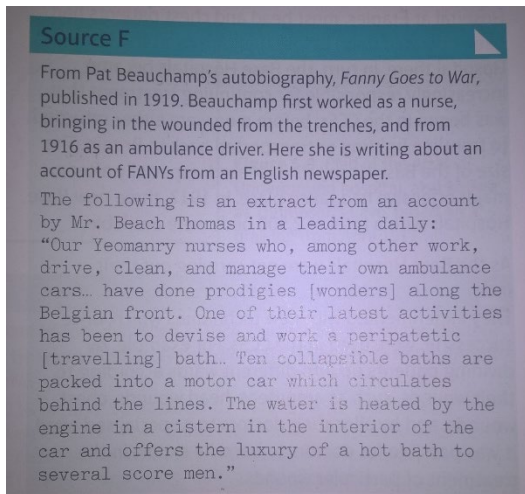 Source F
From Pat Beauchamp's autobiography, Fanny Goes to War,
published in 1919. Beauchamp first worked as a nurse,
bringing in the wounded from the trenches, and from
1916 as an ambulance driver. Here she is writing about an
account of FANYs from an English newspaper.
The following is an extract from an account
by Mr. Beach Thomas in a leading daily:
“Our Yeomanry nurses who, among other work,
drive, clean, and manage their own ambulance
cars… have done prodigies [wonders] along the
Belgian front. One of their latest activities
has been to devise and work a peripatetic
[travelling] bath… Ten collapsible baths are
packed into a motor car which circulates
behind the lines. The water is heated by the
engine in a cistern in the interior of the
car and offers the luxury of a hot bath to
several score men.”